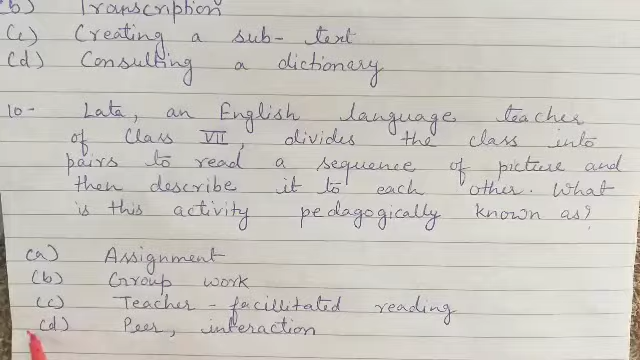 (b) Transcription
(c) Creating a sub-text
(d) Consulting a dictionary
10- Lata, an English language teacher
of Class VII, divides the class into
pairs to read a sequence of picture and
then describe it to each other. What
is this activity pedagogically known as?
(a) Assignment
(b) Group work
(c) Teacher-facillitated reading
(d) Peer, interaction